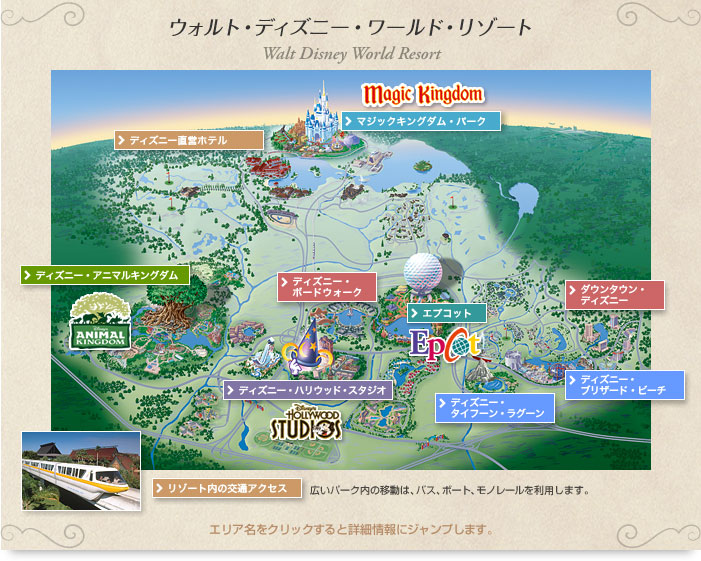 ウォルト・ディズニー・ワールド・リゾート
Walt Disney World Resort
Magic Kingdom
マジックキングダム・パーク
ディズニー直営ホテル
ディズニー・アニマルキングダム
Disney's
ANIMAL
KINGDOM
ディズニー・
ボードウォーク
エプコット
Epcot
ダウンタウン・
ディズニー
ディズニー・ハリウッド・スタジオ
Disney's
HOLLYWOOD
STUDIOS
ディズニー・
タイフーン・ラグーン
ディズニー・
ブリザード・ビーチ
リゾート内の交通アクセス
広いパーク内の移動は、バス、ボート、モノレールを利用します。
エリア名をクリックすると詳細情報にジャンプします。